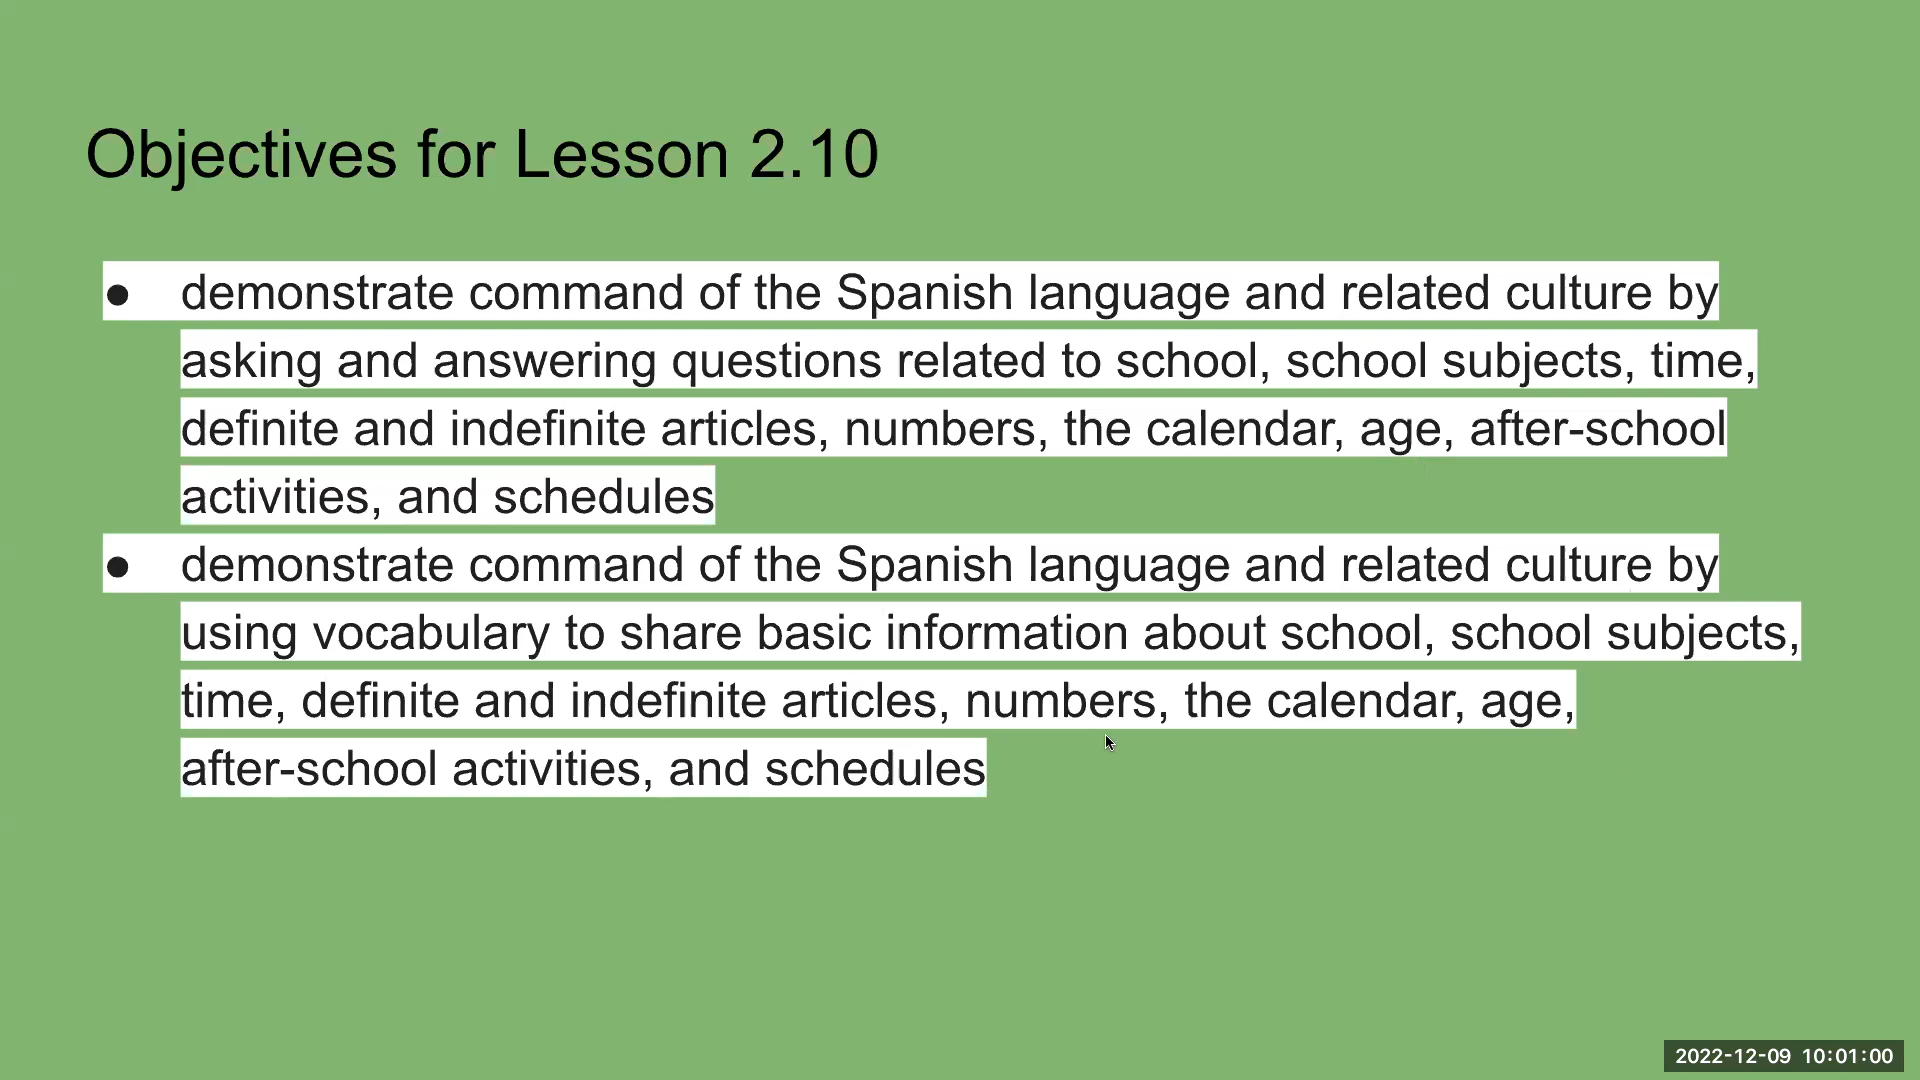 Objectives for Lesson 2.10
● demonstrate command of the Spanish language and related culture by
asking and answering questions related to school, school subjects, time,
definite and indefinite articles, numbers, the calendar, age, after-school
activities, and schedules
● demonstrate command of the Spanish language and related culture by
using vocabulary to share basic information about school, school subjects,
time, definite and indefinite articles, numbers, the calendar, age,
after-school activities, and schedules
2022-12-09 10:01:00